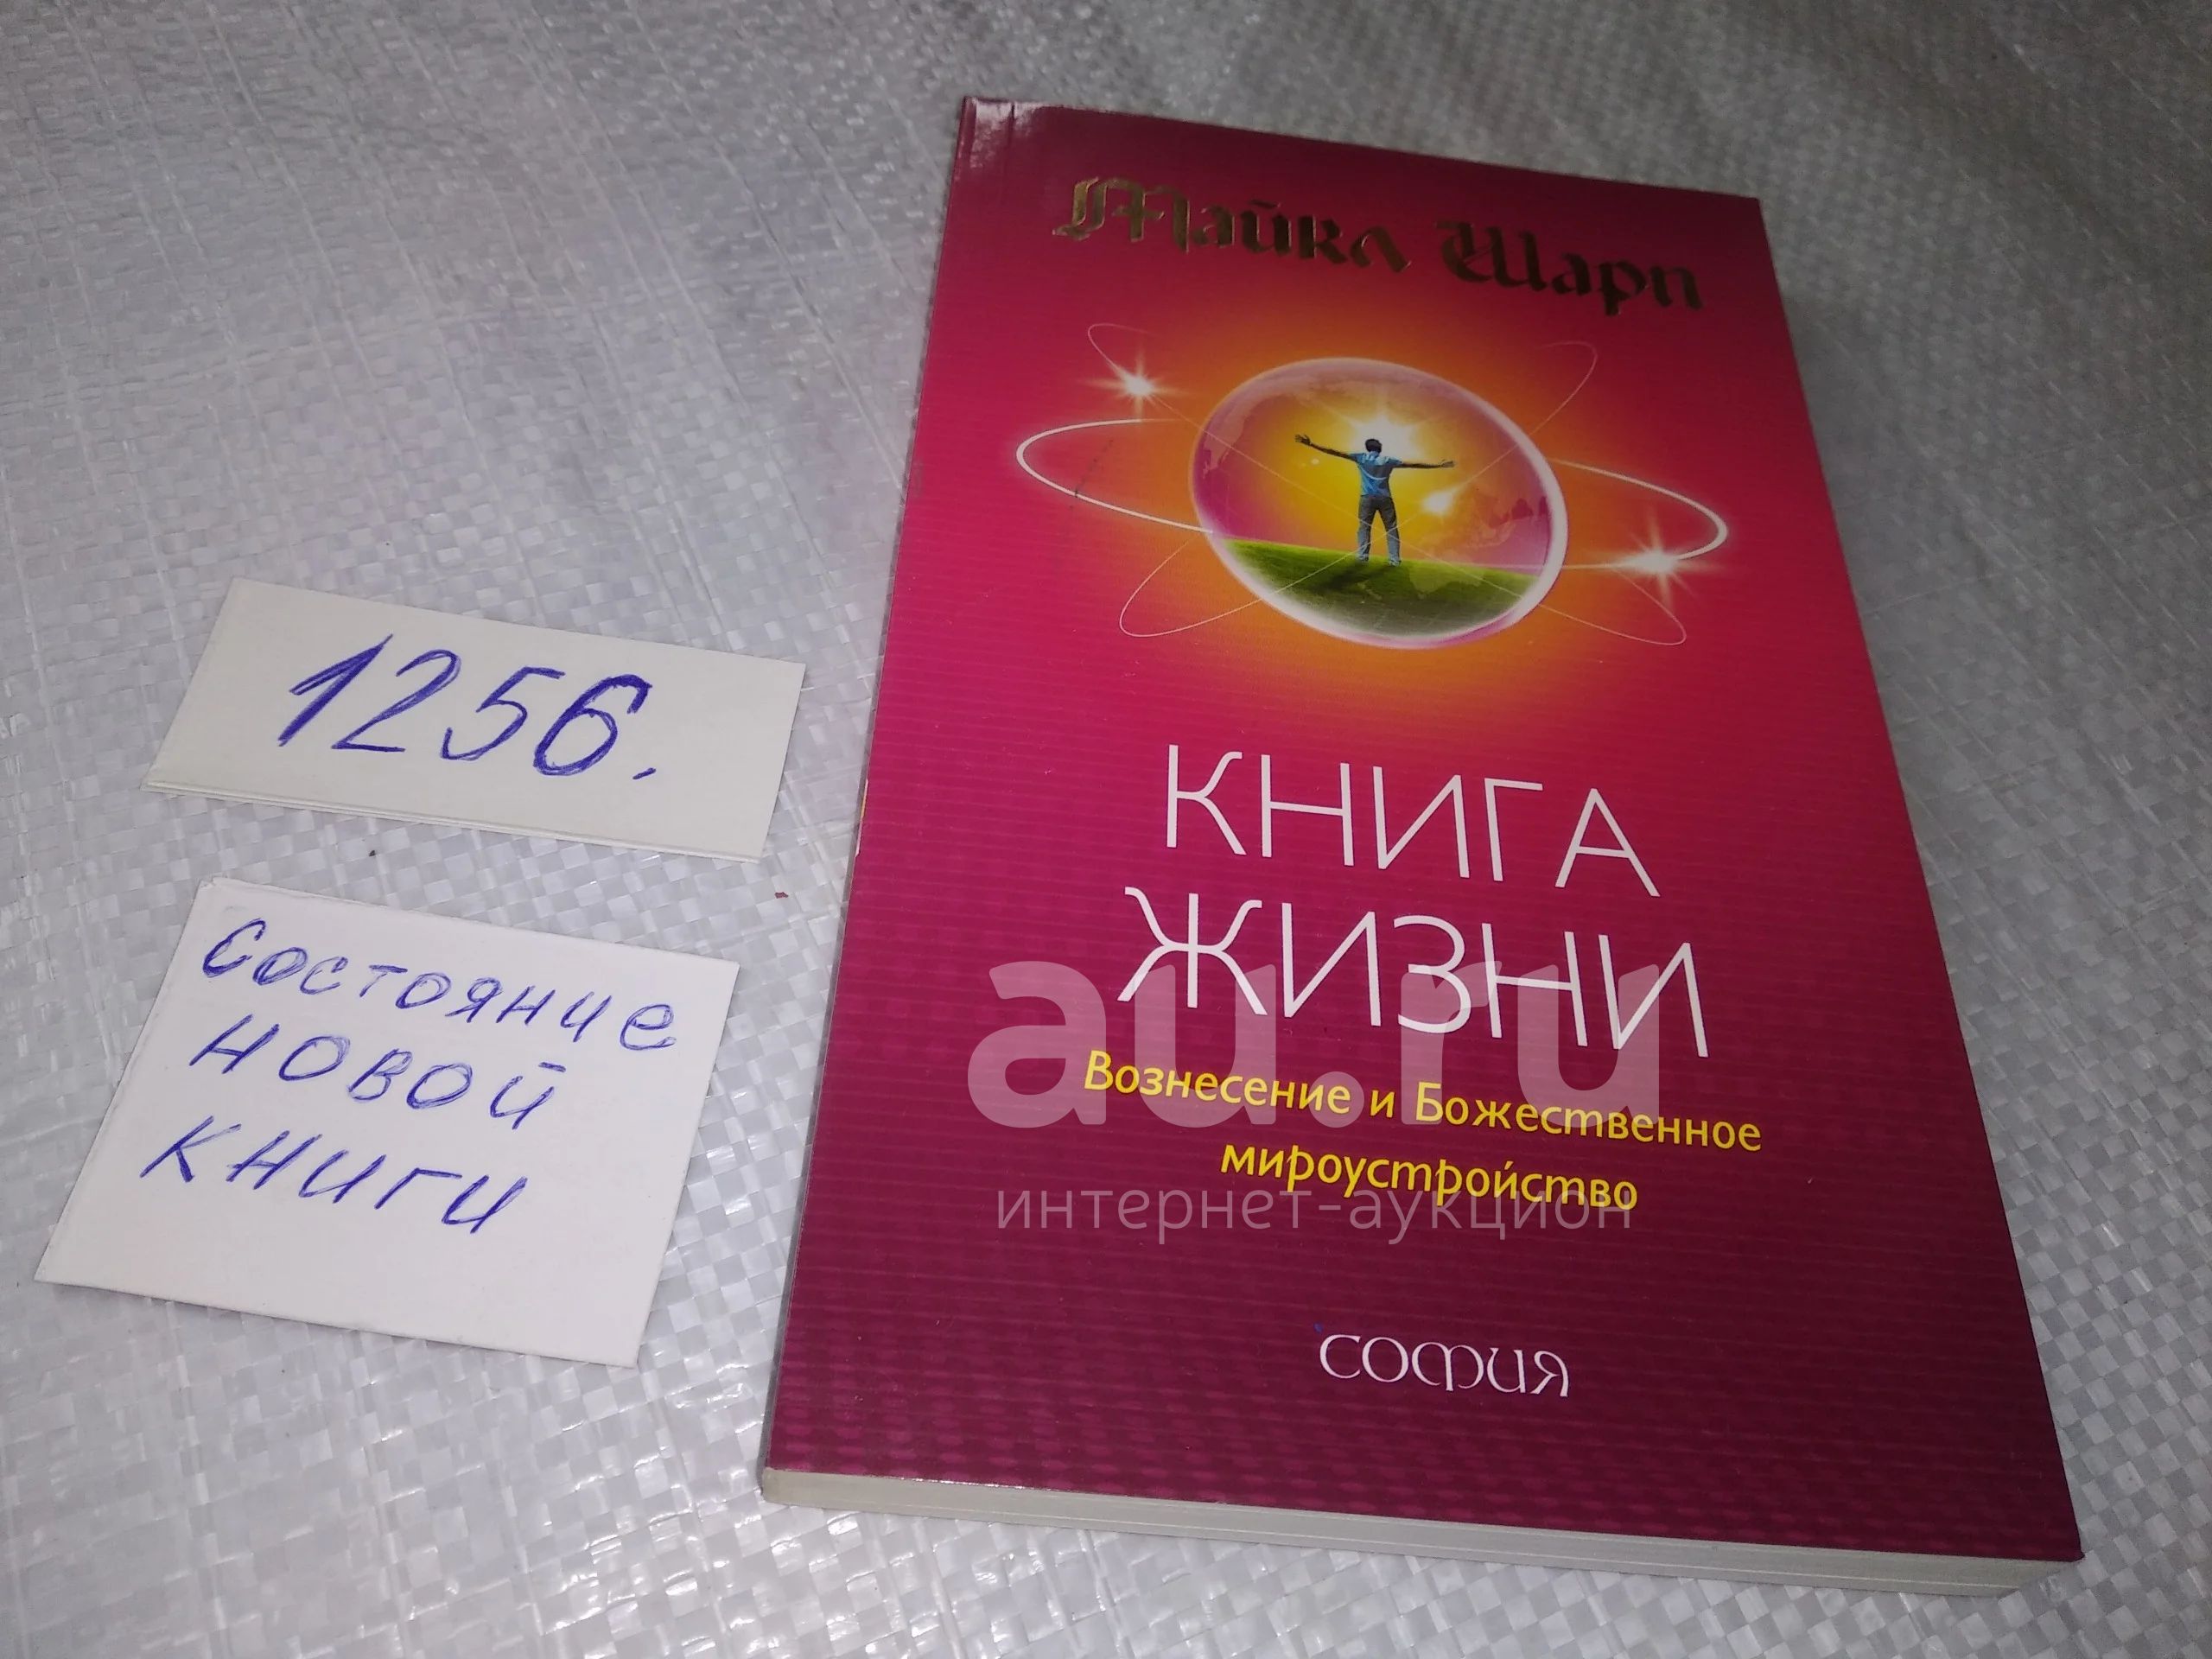 1256.
Состояние
новой
книги
Майкл Шарп
КНИГА
ЖИЗНИ
Вознесение и Божественное
мироустройство
СОФИЯ
au.ru
интернет-аукцион